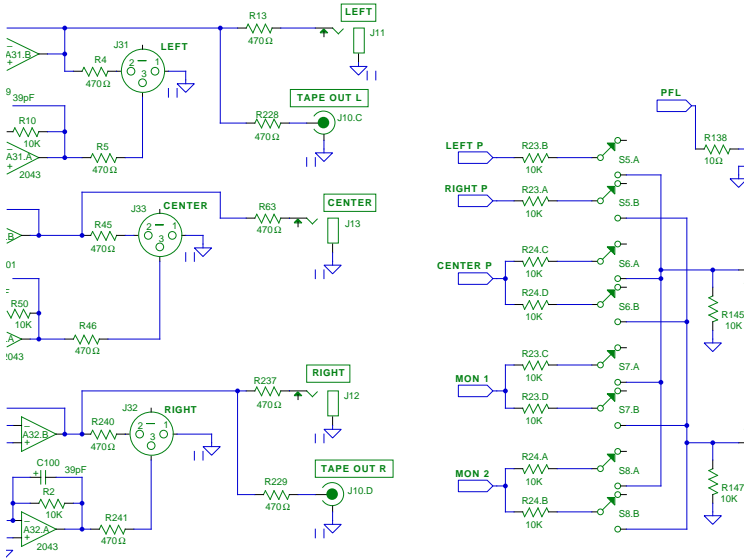 R13
470Ω
LEFT
J11
J31
LEFT
A31.B
R4
470Ω
2
1
3
TAPE OUT L
R228
470Ω
J10.C
9
39pF
R10
10K
A31.A
2043
R5
470Ω
J33
CENTER
R63
470Ω
CENTER
J13
B
R45
470Ω
2
1
3
01
F
R50
10K
.A
2043
R46
470Ω
RIGHT
R237
470Ω
J12
J32
RIGHT
A32.B
R240
470Ω
2
1
3
C100
39pF
R2
10K
A32.A
2043
R241
470Ω
TAPE OUT R
R229
470Ω
J10.D
PFL
R138
10Ω
LEFT P
R23.B
10K
S5.A
RIGHT P
R23.A
10K
S5.B
CENTER P
R24.C
10K
S6.A
R24.D
10K
S6.B
R145
10K
MON 1
R23.C
10K
S7.A
R23.D
10K
S7.B
MON 2
R24.A
10K
S8.A
R24.B
10K
S8.B
R147
10K